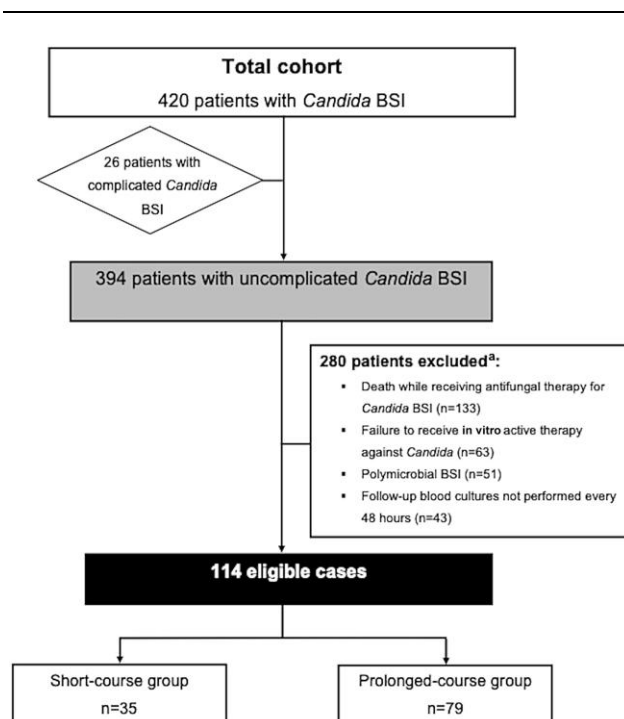 Total cohort
420 patients with Candida BSI
26 patients with
complicated Candida
BSI
394 patients with uncomplicated Candida BSI
280 patients excludedª:
▪ Death while receiving antifungal therapy for
Candida BSI (n=133)
▪ Failure to receive in vitro active therapy
against Candida (n=63)
▪ Polymicrobial BSI (n=51)
▪ Follow-up blood cultures not performed every
48 hours (n=43)
114 eligible cases
Short-course group
n=35
Prolonged-course group
n=79